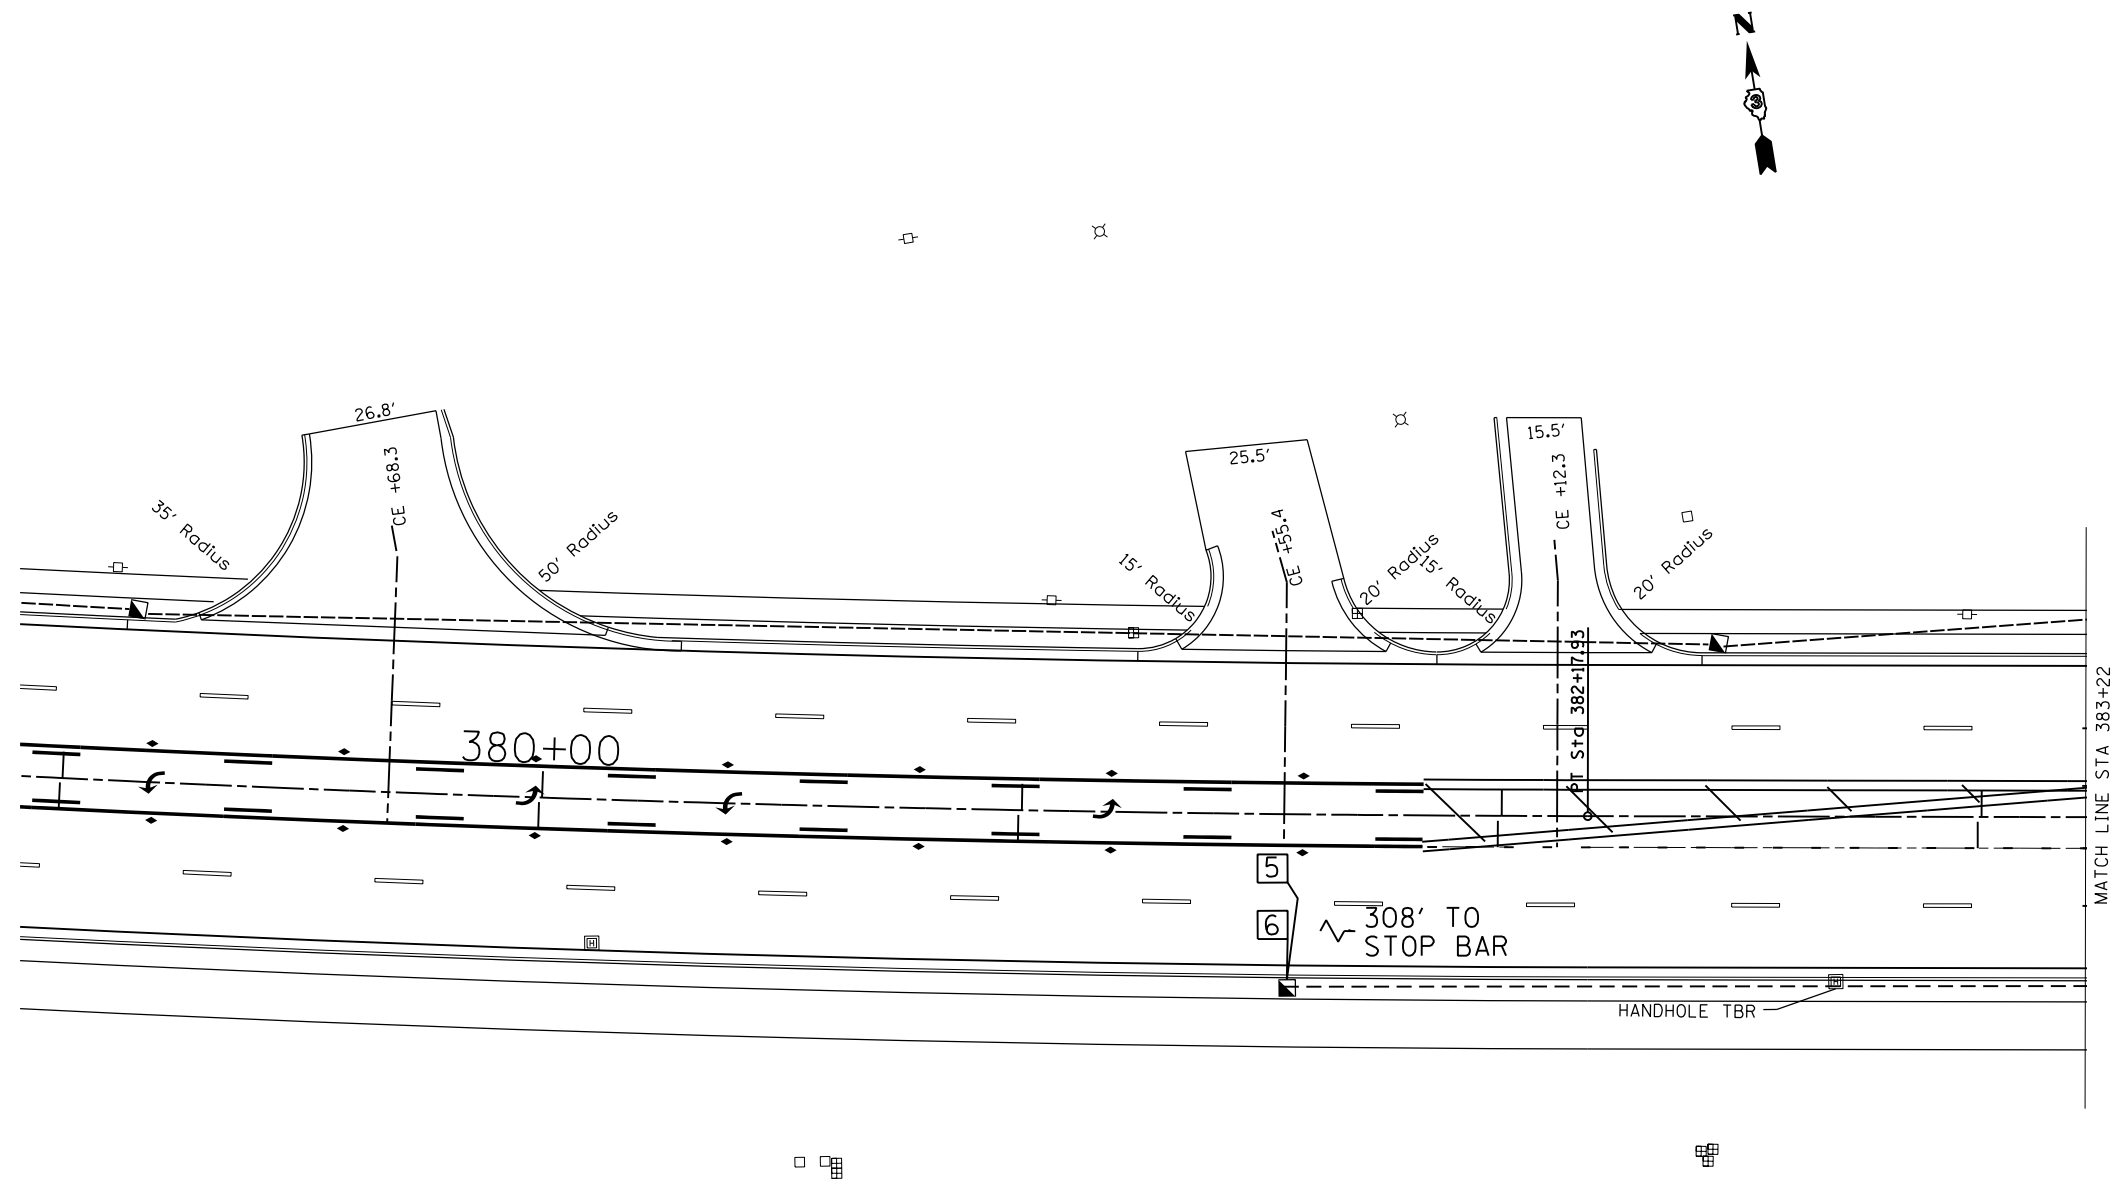 N
3
26.8'
CE +68.3
35' Radius
50' Radius
25.5'
CE +55.4
15' Radius
20' Radius
15.5'
CE +12.3
15' Radius
20' Radius
PT Sta 382+17.93
380+00
MATCH LINE STA 383+22
5
6
308' TO
STOP BAR
H
H
HANDHOLE TBR